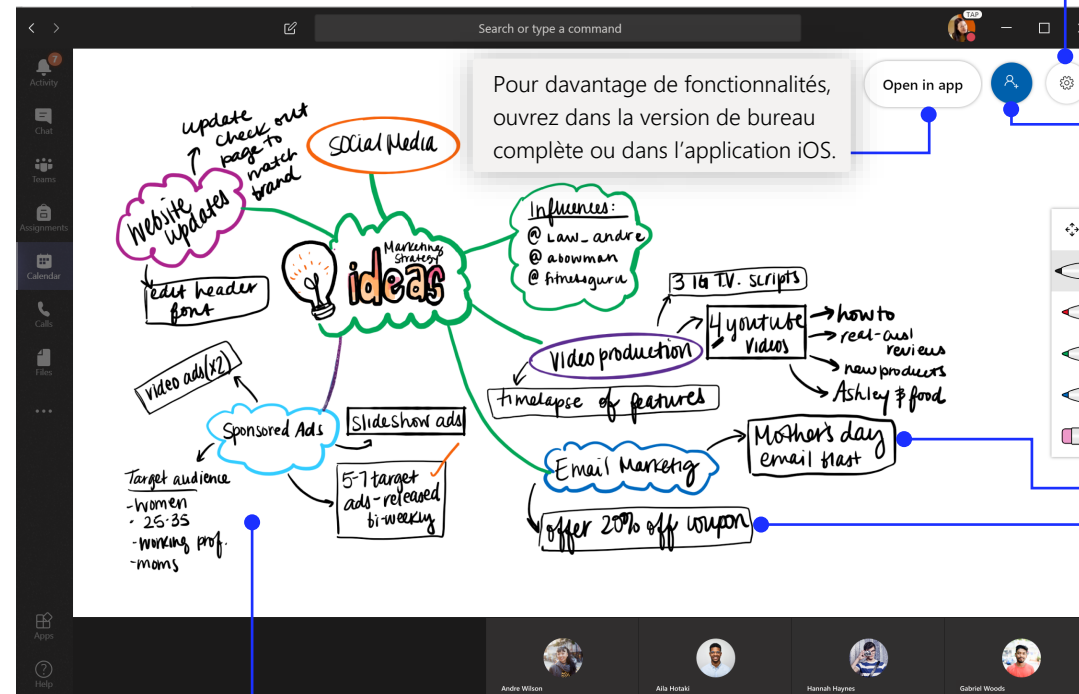 Search or type a command
TAP
7
Activity
Chat
Teams
Assignments
Calendar
Calls
Files
Apps
Help
Pour davantage de fonctionnalités,
ouvrez dans la version de bureau
complète ou dans l'application iOS.
Open in app
update
check out
page to
match
brand
Social Media
Website
updates
edit header
font
Marketing
Strategy
ideas
Influences:
@ Law_andre
@ abowman
@ fitnessguru
3 IG T.V. scripts
4 youtube
videos
how to
real-cust
reviews
new products
Ashley & food
video production
timelapse of features
video ads (x2)
Sponsored Ads
Slideshow ads
Target audience
-women
· 25-35
-working prof.
-moms
5-7 target
ads-released
bi-weekly
Email Marketig
Mother's day
email blast
offer 20% off coupon
Andre Wilson
Aila Hotaki
Hannah Haynes
Gabriel Woods